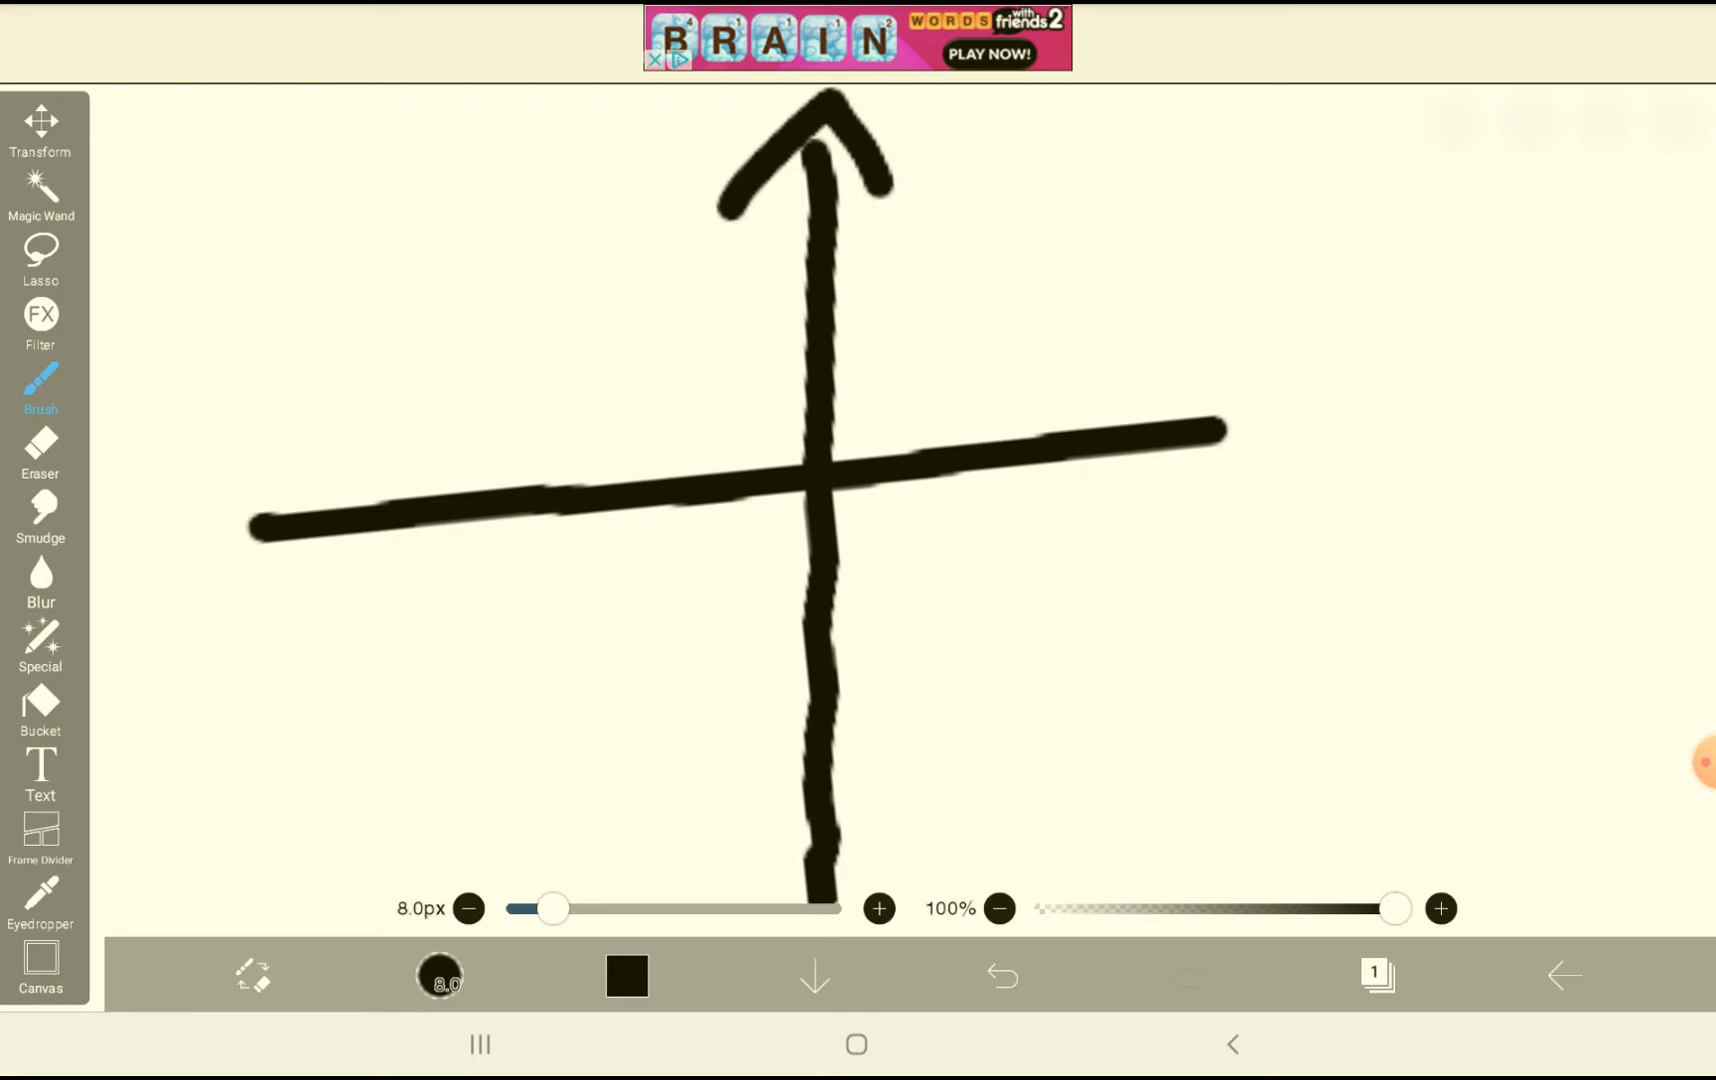 BRAIN
WORDS with friends 2
PLAY NOW!
Transform
Magic Wand
Lasso
FX
Filter
Brush
Eraser
Smudge
Blur
Special
Bucket
T
Text
Frame Divider
Eyedropper
Canvas
8.0px
100%
8.0
1